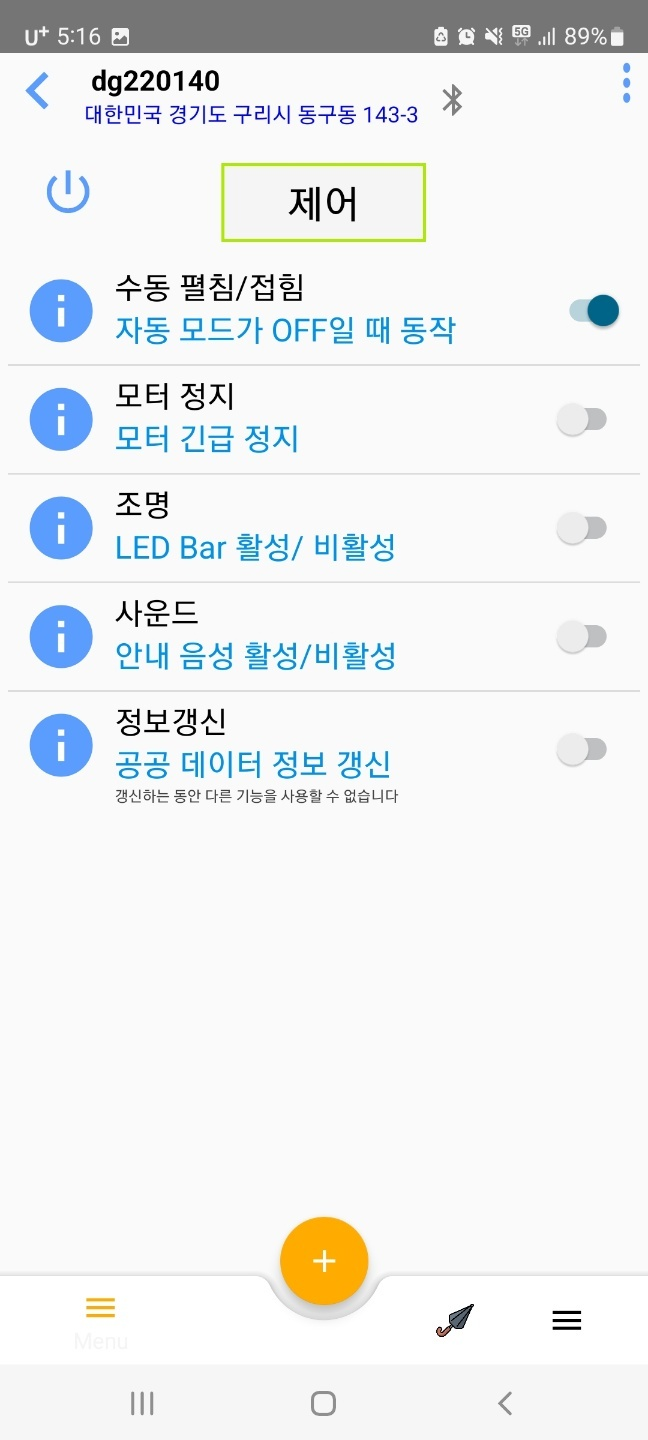 U+ 5:16 5G 89%
dg220140
대한민국 경기도 구리시 동구동 143-3
제어
수동 펼침/접힘
자동 모드가 OFF일 때 동작
모터 정지
모터 긴급 정지
조명
LED Bar 활성/ 비활성
사운드
안내 음성 활성/비활성
정보갱신
공공 데이터 정보 갱신
갱신하는 동안 다른 기능을 사용할 수 없습니다
Menu